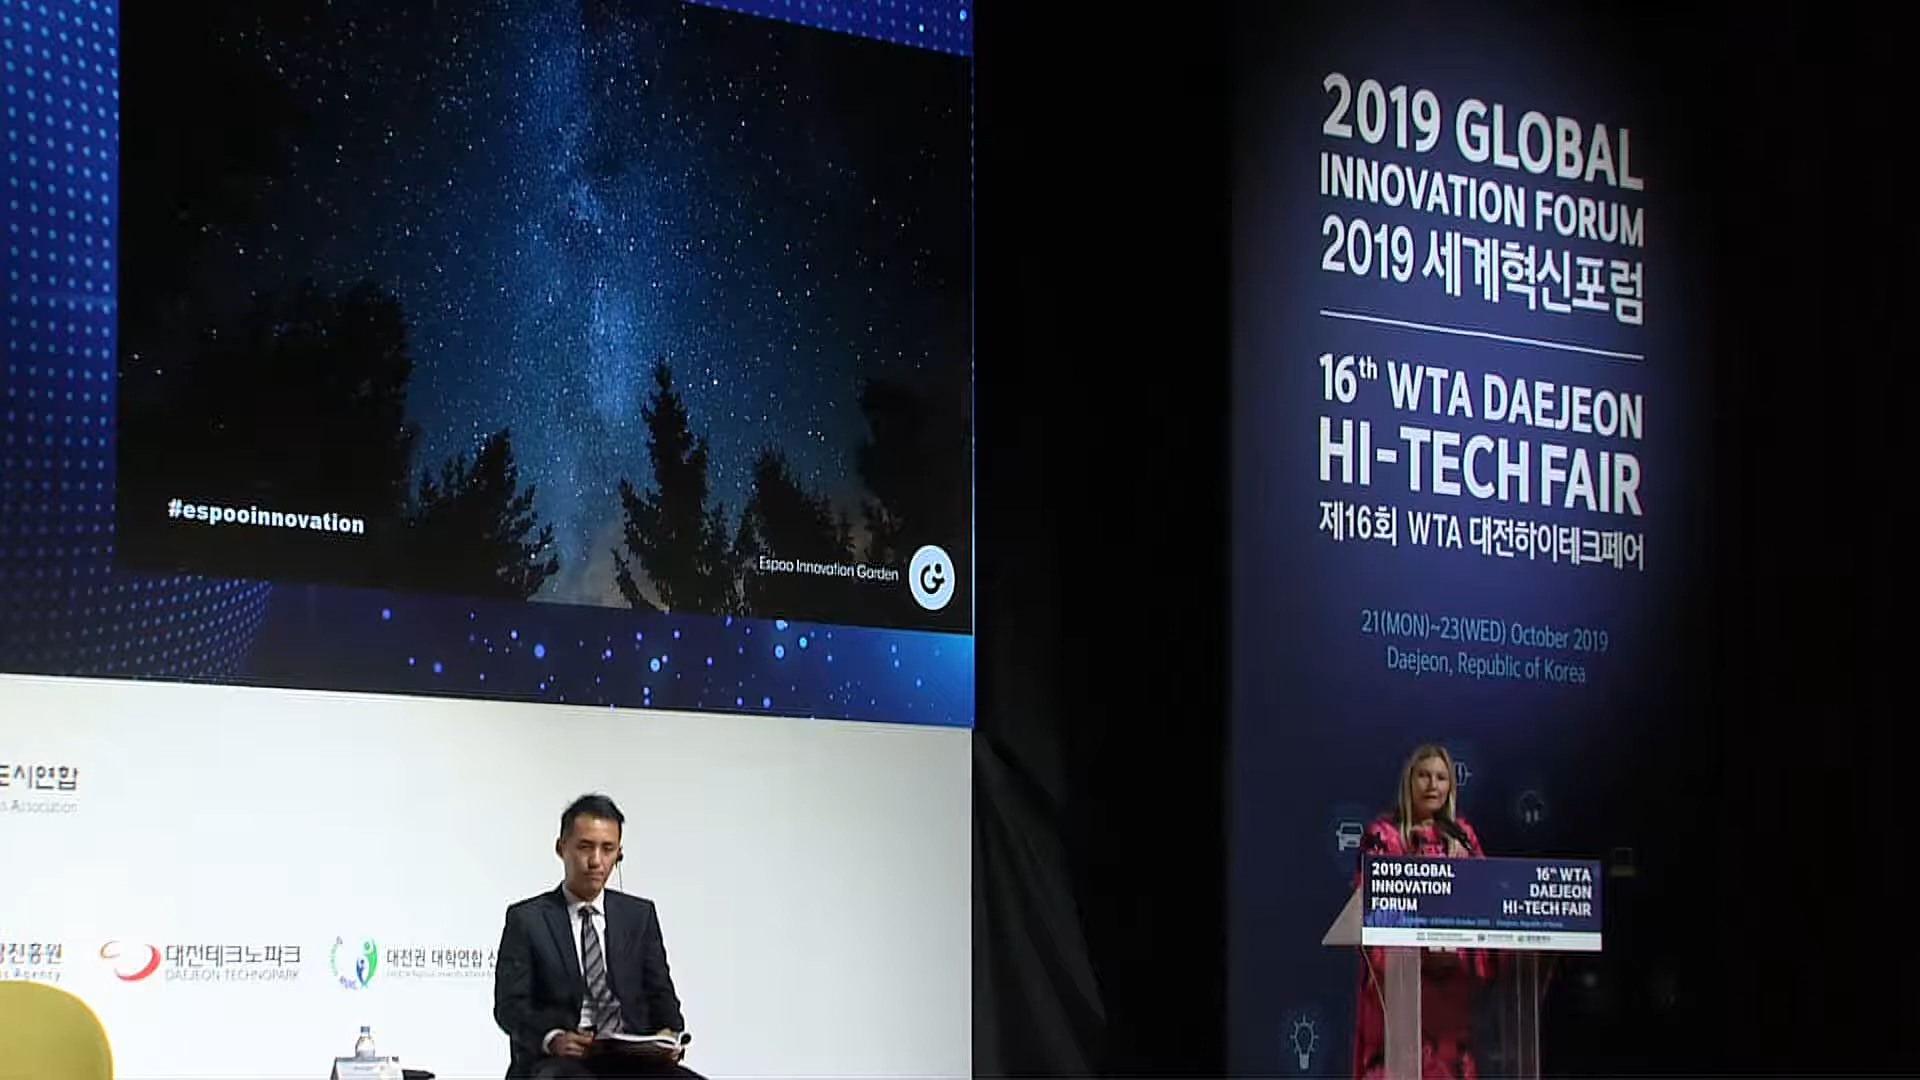 #espooinnovation
Espoo Innovation Garden
2019 GLOBAL
INNOVATION FORUM
2019 세계혁신포럼
16th WTA DAEJEON
HI-TECH FAIR
제16회 WTA 대전하이테크페어
21(MON)~23(WED) October 2019
Daejeon, Republic of Korea
도시연합
Association
진흥원
Agency
대전테크노파크
DAEJEON TECHNOPARK
대전권 대학연합
2019 GLOBAL
INNOVATION
FORUM
16th WTA
DAEJEON
HI-TECH FAIR